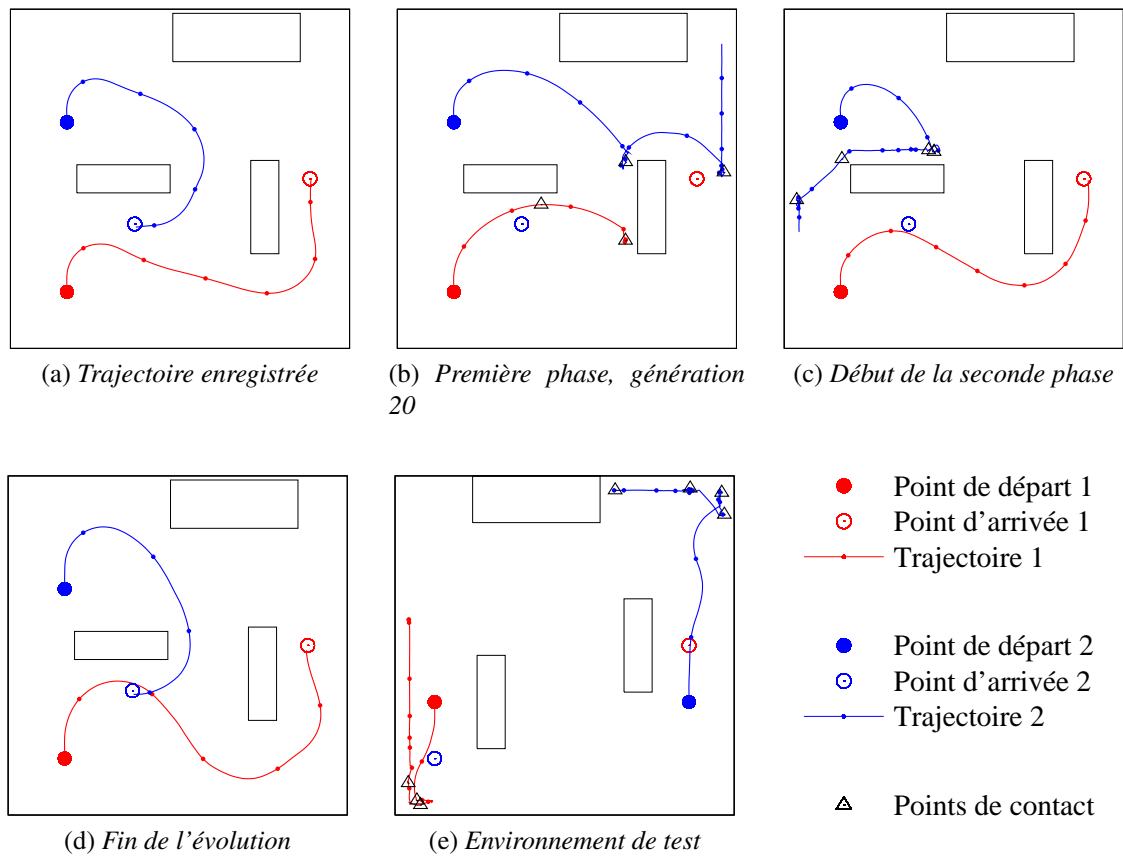 (a) Trajectoire enregistrée
(b) Première phase, génération
20
(c) Début de la seconde phase
Point de départ 1
Point d'arrivée 1
Trajectoire 1
Point de départ 2
Point d'arrivée 2
Trajectoire 2
Points de contact
(d) Fin de l'évolution
(e) Environnement de test